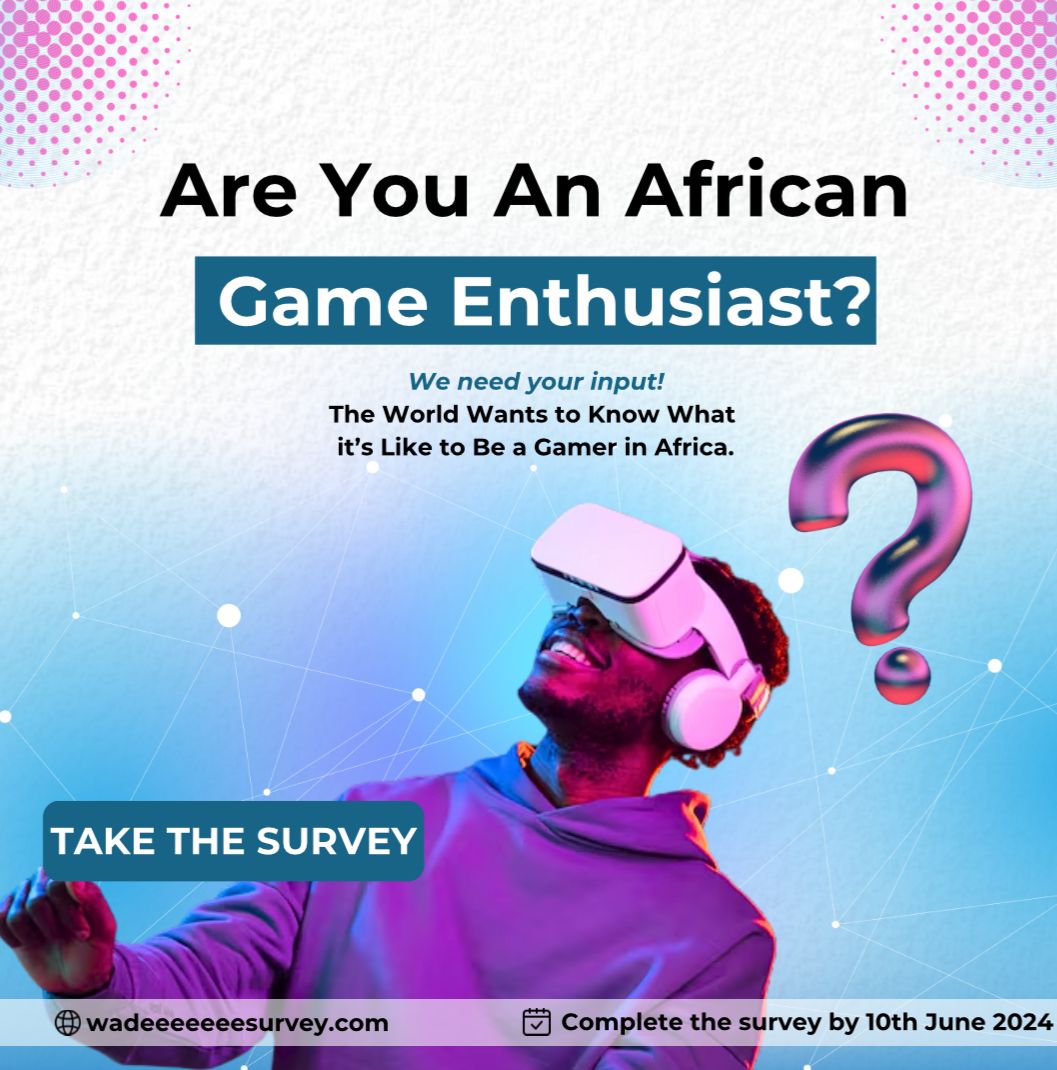 Are You An African
Game Enthusiast?
We need your input!
The World Wants to Know What
it's Like to Be a Gamer in Africa.
TAKE THE SURVEY
wadeeeeeeesurvey.com
Complete the survey by 10th June 2024